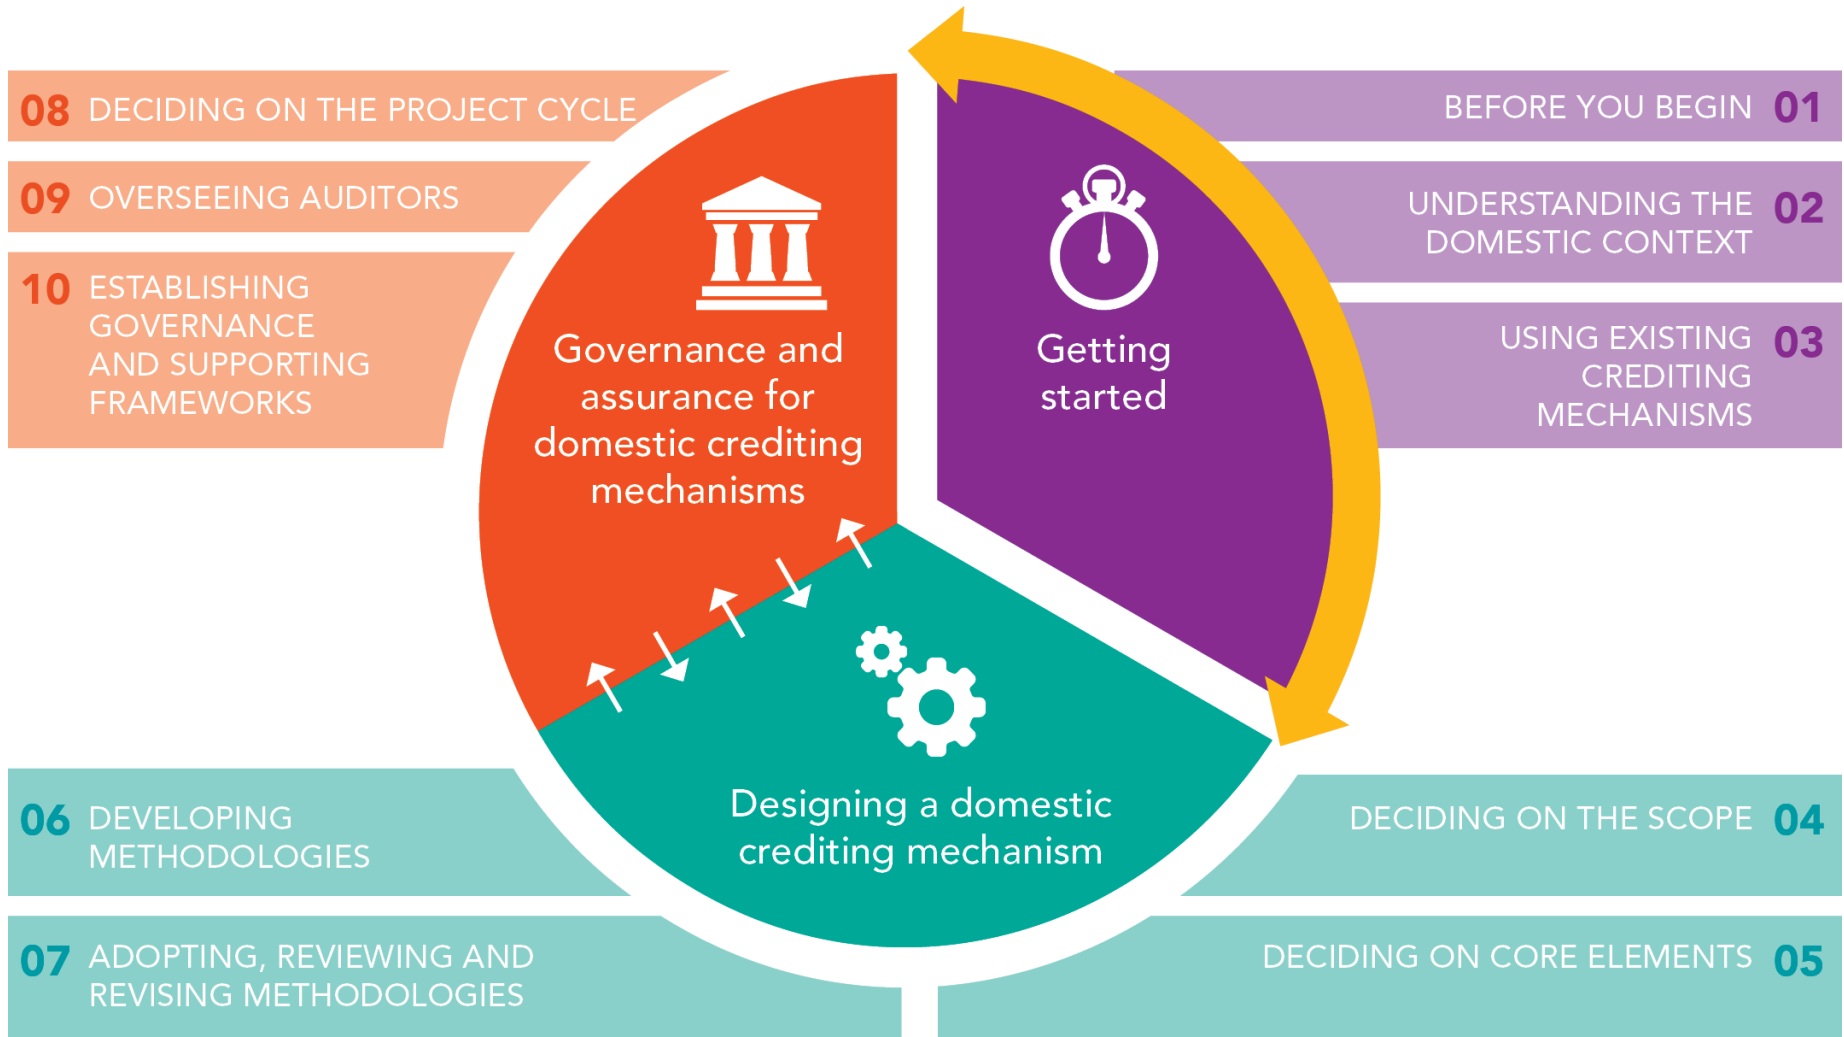 08 DECIDING ON THE PROJECT CYCLE
09 OVERSEEING AUDITORS
10 ESTABLISHING
GOVERNANCE
AND SUPPORTING
FRAMEWORKS
Governance and
assurance for
domestic crediting
mechanisms
Getting
started
BEFORE YOU BEGIN 01
UNDERSTANDING THE 02
DOMESTIC CONTEXT
USING EXISTING 03
CREDITING
MECHANISMS
Designing a domestic
crediting mechanism
06 DEVELOPING
METHODOLOGIES
07 ADOPTING, REVIEWING AND
REVISING METHODOLOGIES
DECIDING ON THE SCOPE 04
DECIDING ON CORE ELEMENTS 05